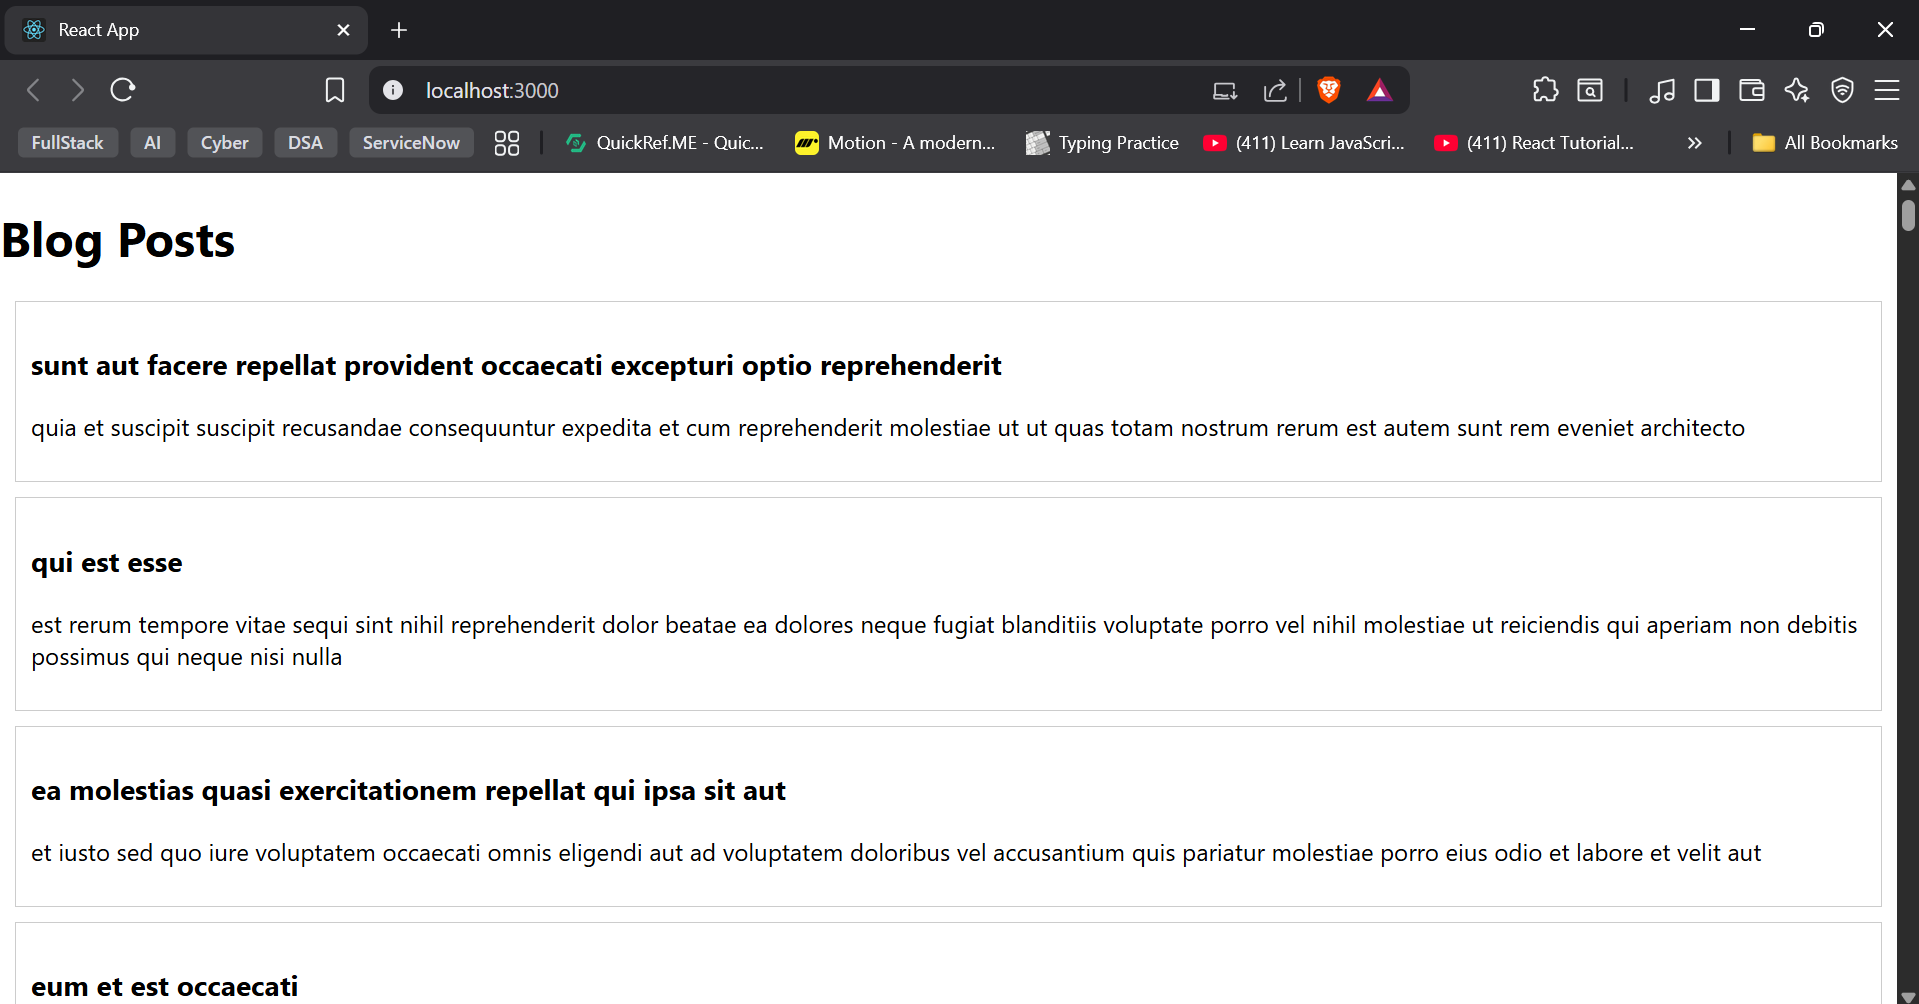 React App
localhost:3000
FullStack AI Cyber DSA ServiceNow QuickRef.ME - Quic... Motion - A modern... Typing Practice (411) Learn JavaScri... (411) React Tutorial... » All Bookmarks
Blog Posts
sunt aut facere repellat provident occaecati excepturi optio reprehenderit
quia et suscipit suscipit recusandae consequuntur expedita et cum reprehenderit molestiae ut ut quas totam nostrum rerum est autem sunt rem eveniet architecto
qui est esse
est rerum tempore vitae sequi sint nihil reprehenderit dolor beatae ea dolores neque fugiat blanditiis voluptate porro vel nihil molestiae ut reiciendis qui aperiam non debitis
possimus qui neque nisi nulla
ea molestias quasi exercitationem repellat qui ipsa sit aut
et iusto sed quo iure voluptatem occaecati omnis eligendi aut ad voluptatem doloribus vel accusantium quis pariatur molestiae porro eius odio et labore et velit aut
eum et est occaecati